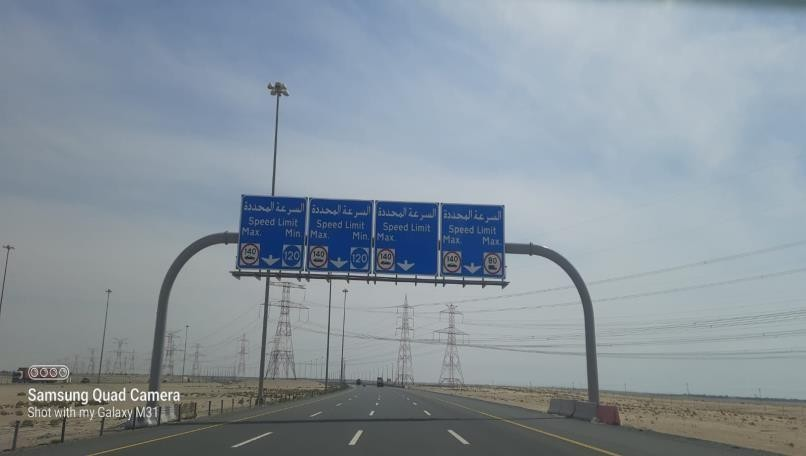 السرعة المحددة
Speed Limit
Max. Min.
140 120
السرعة المحددة
Speed Limit
Max. Min.
140 120
السرعة المحددة
Speed Limit
Max.
140
السرعة المحددة
Speed Limit
Max. Max.
140 80
Samsung Quad Camera
Shot with my Galaxy M31